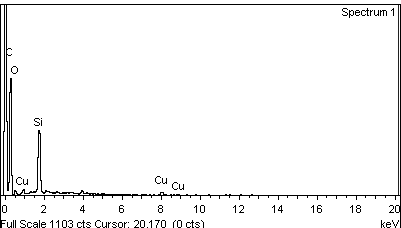 Spectrum 1
C
O
Si
Cu
Cu
Cu
0 2 4 6 8 10 12 14 16 18 20
Full Scale 1103 cts Cursor: 20.170 (0 cts) keV